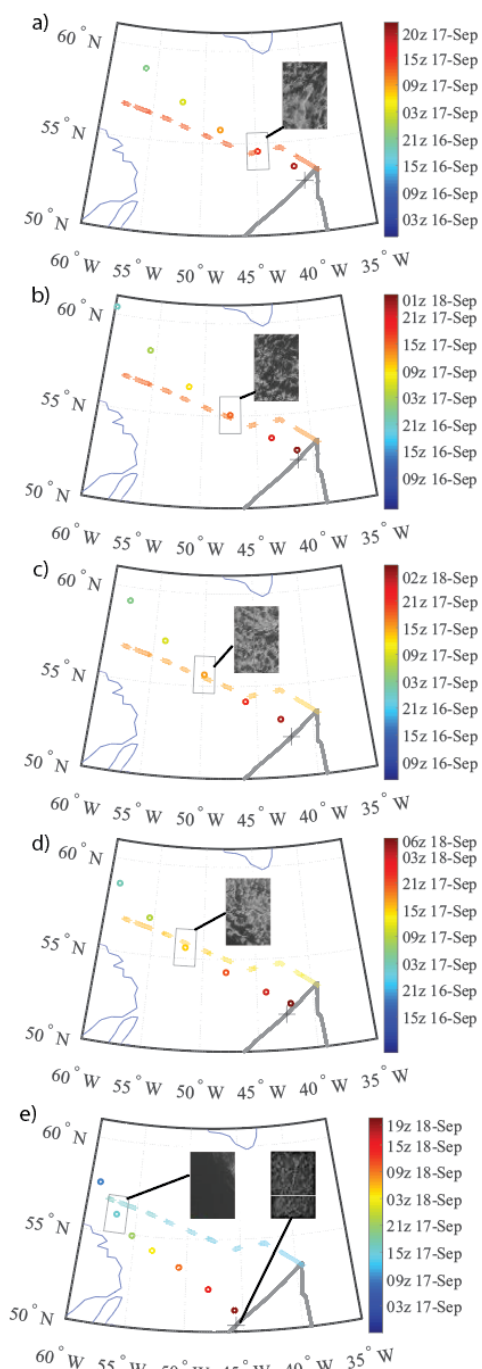 a)
60° N
55° N
50° N
60° W
55° W
50° W
45° W
40° W
35° W
20z 17-Sep
15z 17-Sep
09z 17-Sep
03z 17-Sep
21z 16-Sep
15z 16-Sep
09z 16-Sep
03z 16-Sep
b)
60° N
55° N
50° N
60° W
55° W
50° W
45° W
40° W
35° W
01z 18-Sep
21z 17-Sep
15z 17-Sep
09z 17-Sep
03z 17-Sep
21z 16-Sep
15z 16-Sep
09z 16-Sep
c)
60° N
55° N
50° N
60° W
55° W
50° W
45° W
40° W
35° W
02z 18-Sep
21z 17-Sep
15z 17-Sep
09z 17-Sep
03z 17-Sep
21z 16-Sep
15z 16-Sep
09z 16-Sep
d)
60° N
55° N
50° N
60° W
55° W
50° W
45° W
40° W
35° W
06z 18-Sep
03z 18-Sep
21z 17-Sep
15z 17-Sep
09z 17-Sep
03z 17-Sep
21z 16-Sep
15z 16-Sep
e)
60° N
55° N
50° N
19z 18-Sep
15z 18-Sep
09z 18-Sep
03z 18-Sep
21z 17-Sep
15z 17-Sep
09z 17-Sep
03z 17-Sep